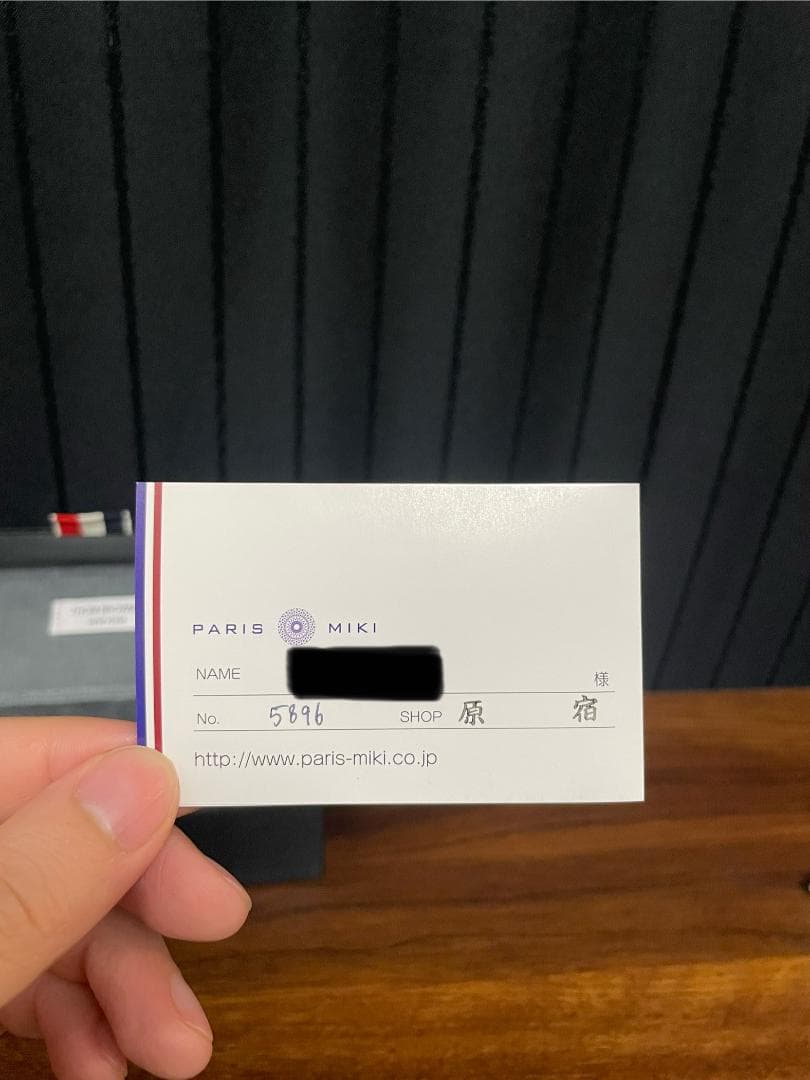 PARIS MIKI
NAME 様
No. 5896 SHOP 原 宿
http://www.paris-miki.co.jp